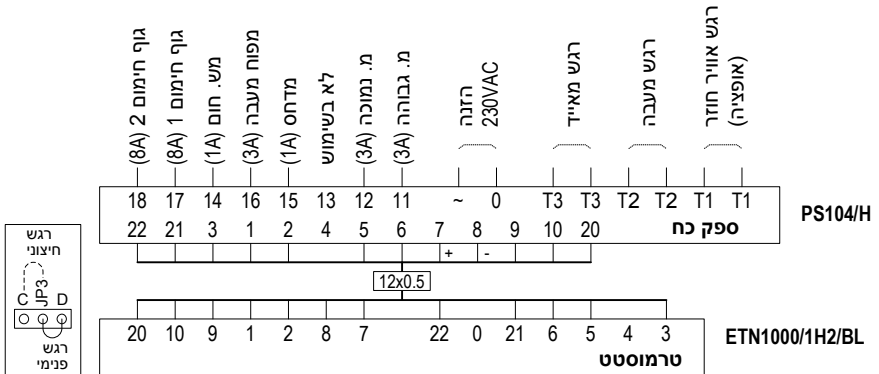 גוף חימום 2 (8A)
גוף חימום 1 (8A)
מש. חום (1A)
מפוח מעבה (3A)
מדחס (1A)
לא בשימוש
מ. נמוכה (3A)
מ. גבוהה (3A)
הזנה
230VAC
רגש מאייד
רגש מעבה
רגש אוויר חוזר
(אופציה)
18 17 14 16 15 13 12 11 ~ 0 T3 T3 T2 T2 T1 T1
22 21 3 1 2 4 5 6 7 8 9 10 20 ספק כח
PS104/H
+ -
12x0.5
20 10 9 1 2 8 7 22 0 21 6 5 4 3
טרמוסטט
ETN1000/1H2/BL
רגש
חיצוני
C JP3 D
רגש
פנימי